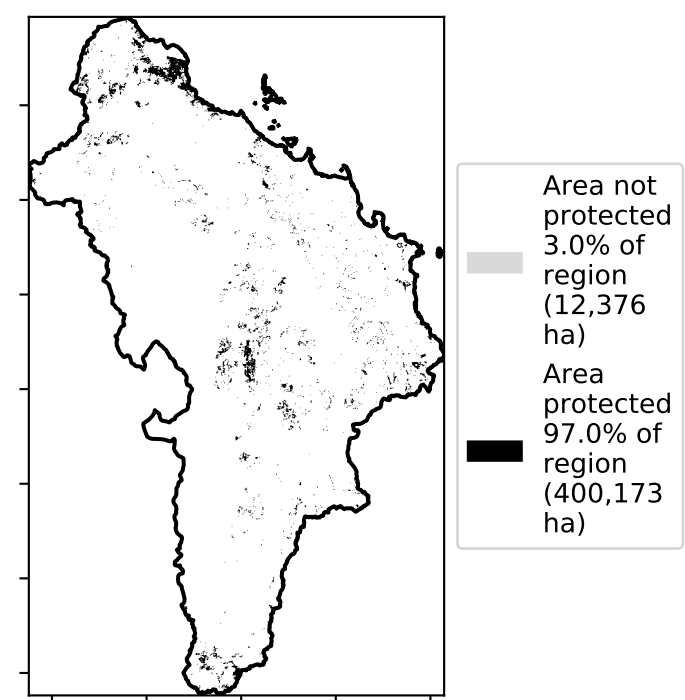 Area not
protected
3.0% of
region
(12,376
ha)
Area
protected
97.0% of
region
(400,173
ha)